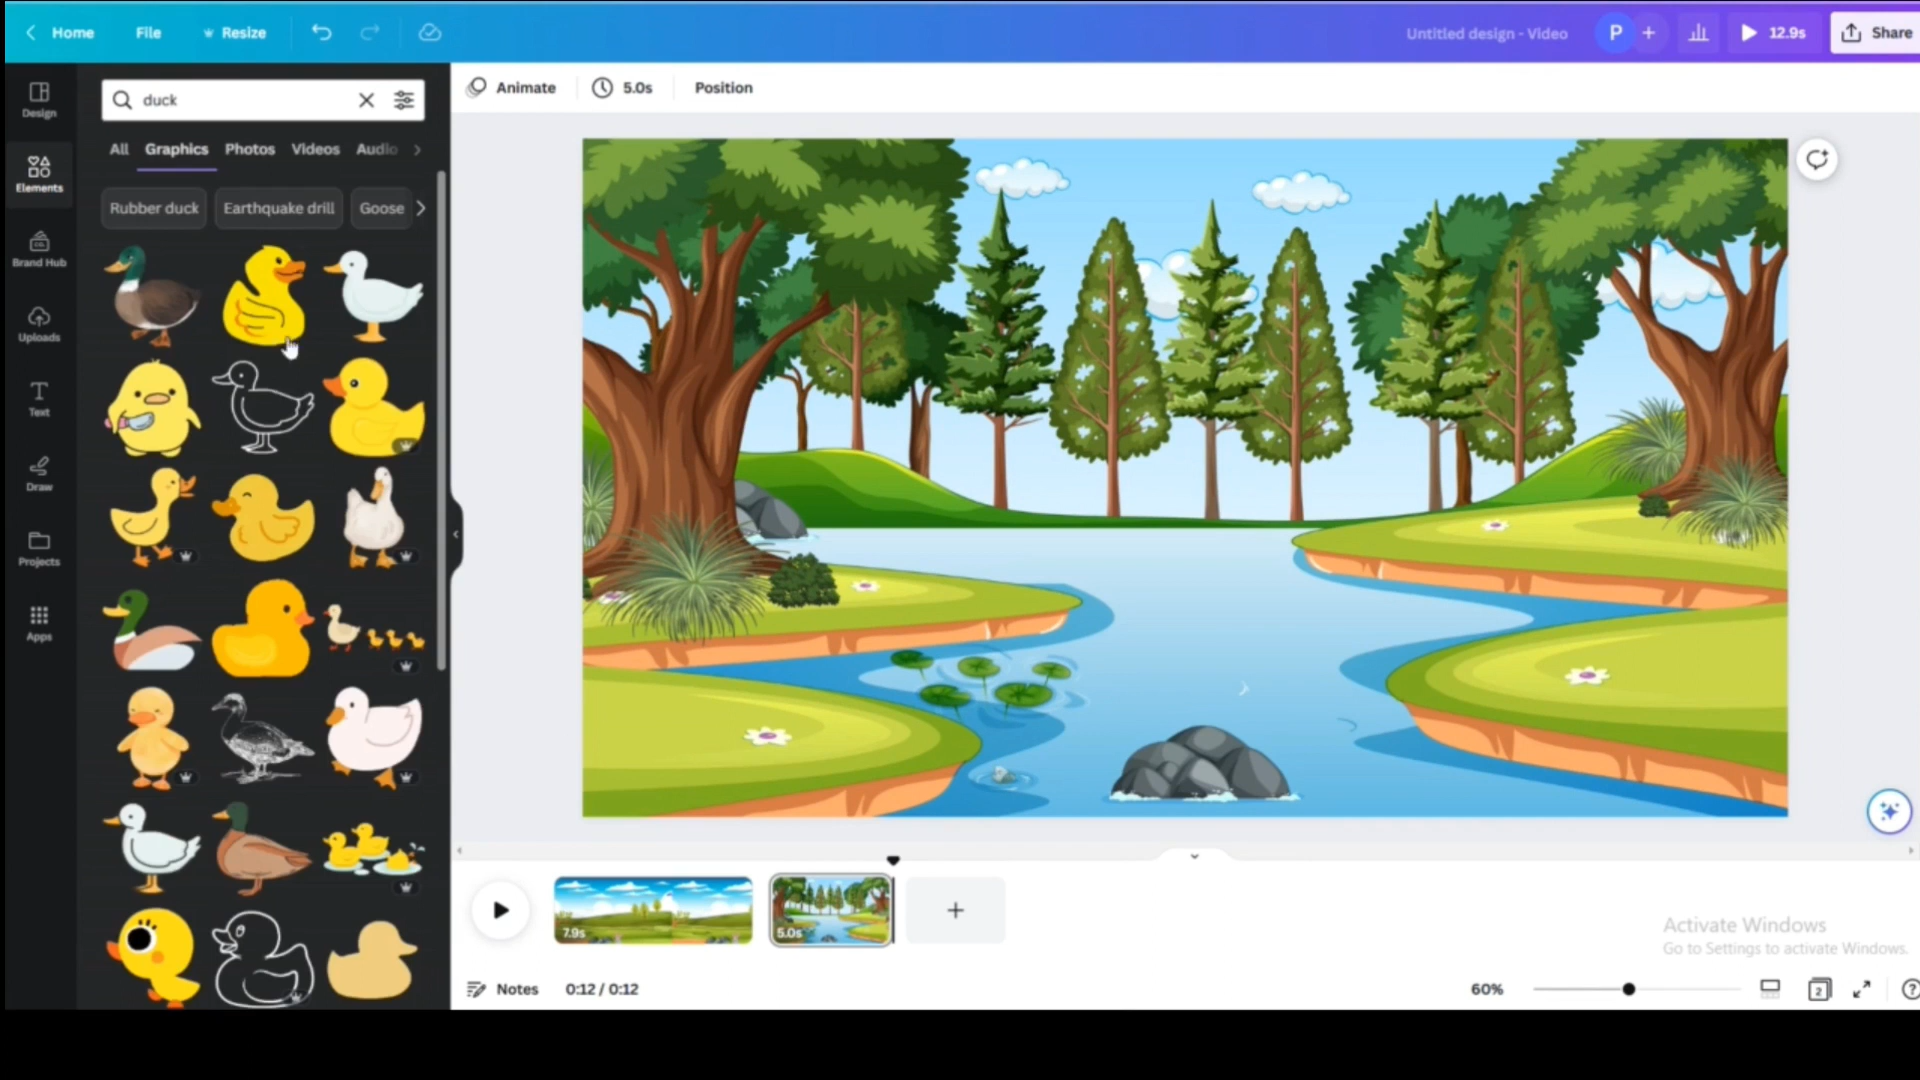 Home File Resize Untitled design - Video P + 12.9s Share
Design
Elements
Brand Hub
Uploads
Text
Draw
Projects
Apps
duck
All Graphics Photos Videos Audio
Rubber duck Earthquake drill Goose
Animate 5.0s Position
7.9s 5.0s
Activate Windows
Go to Settings to activate Windows.
Notes 0:12 / 0:12 60% 2 ?